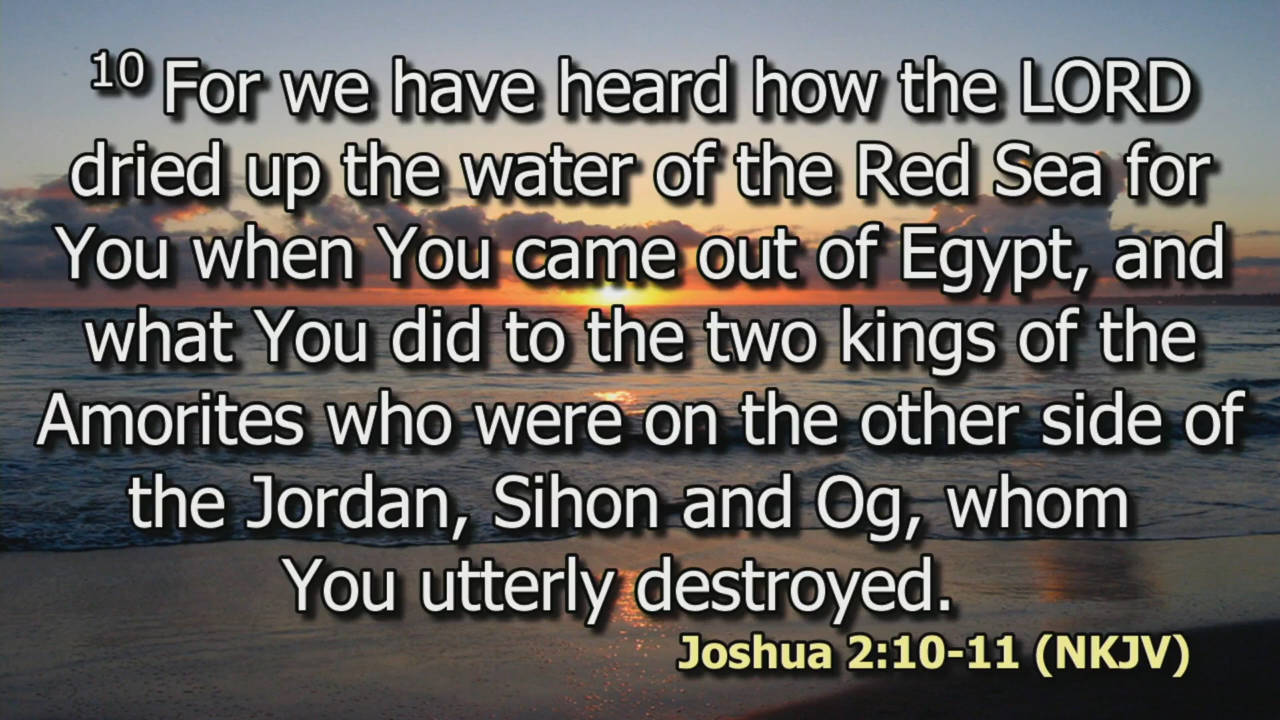 10 For we have heard how the LORD
dried up the water of the Red Sea for
You when You came out of Egypt, and
what You did to the two kings of the
Amorites who were on the other side of
the Jordan, Sihon and Og, whom
You utterly destroyed.
Joshua 2:10-11 (NKJV)